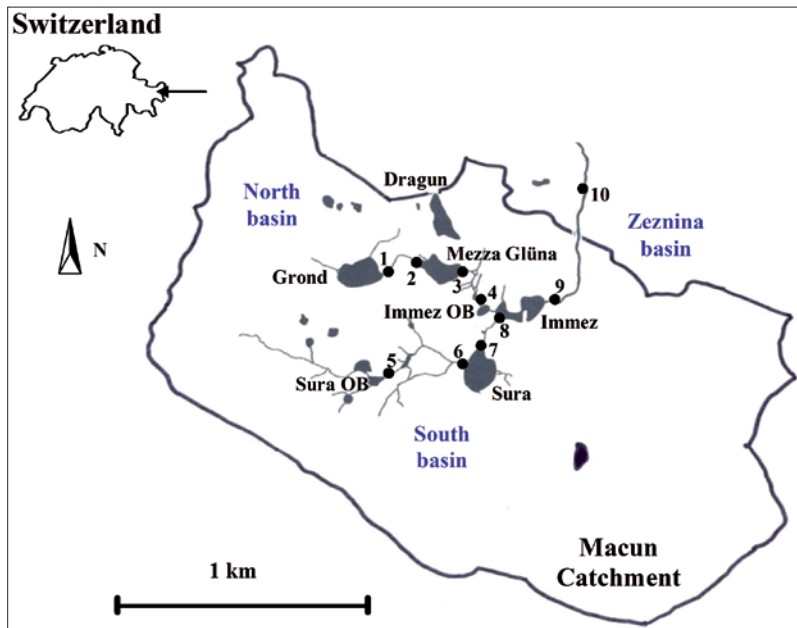 Switzerland
Dragun
North
basin
10
Zeznina
basin
N
Mezza Glüna
Grond
1
2
3
4
9
Immez OB
8
Immez
7
5
6
Sura OB
Sura
South
basin
Macun
Catchment
1 km